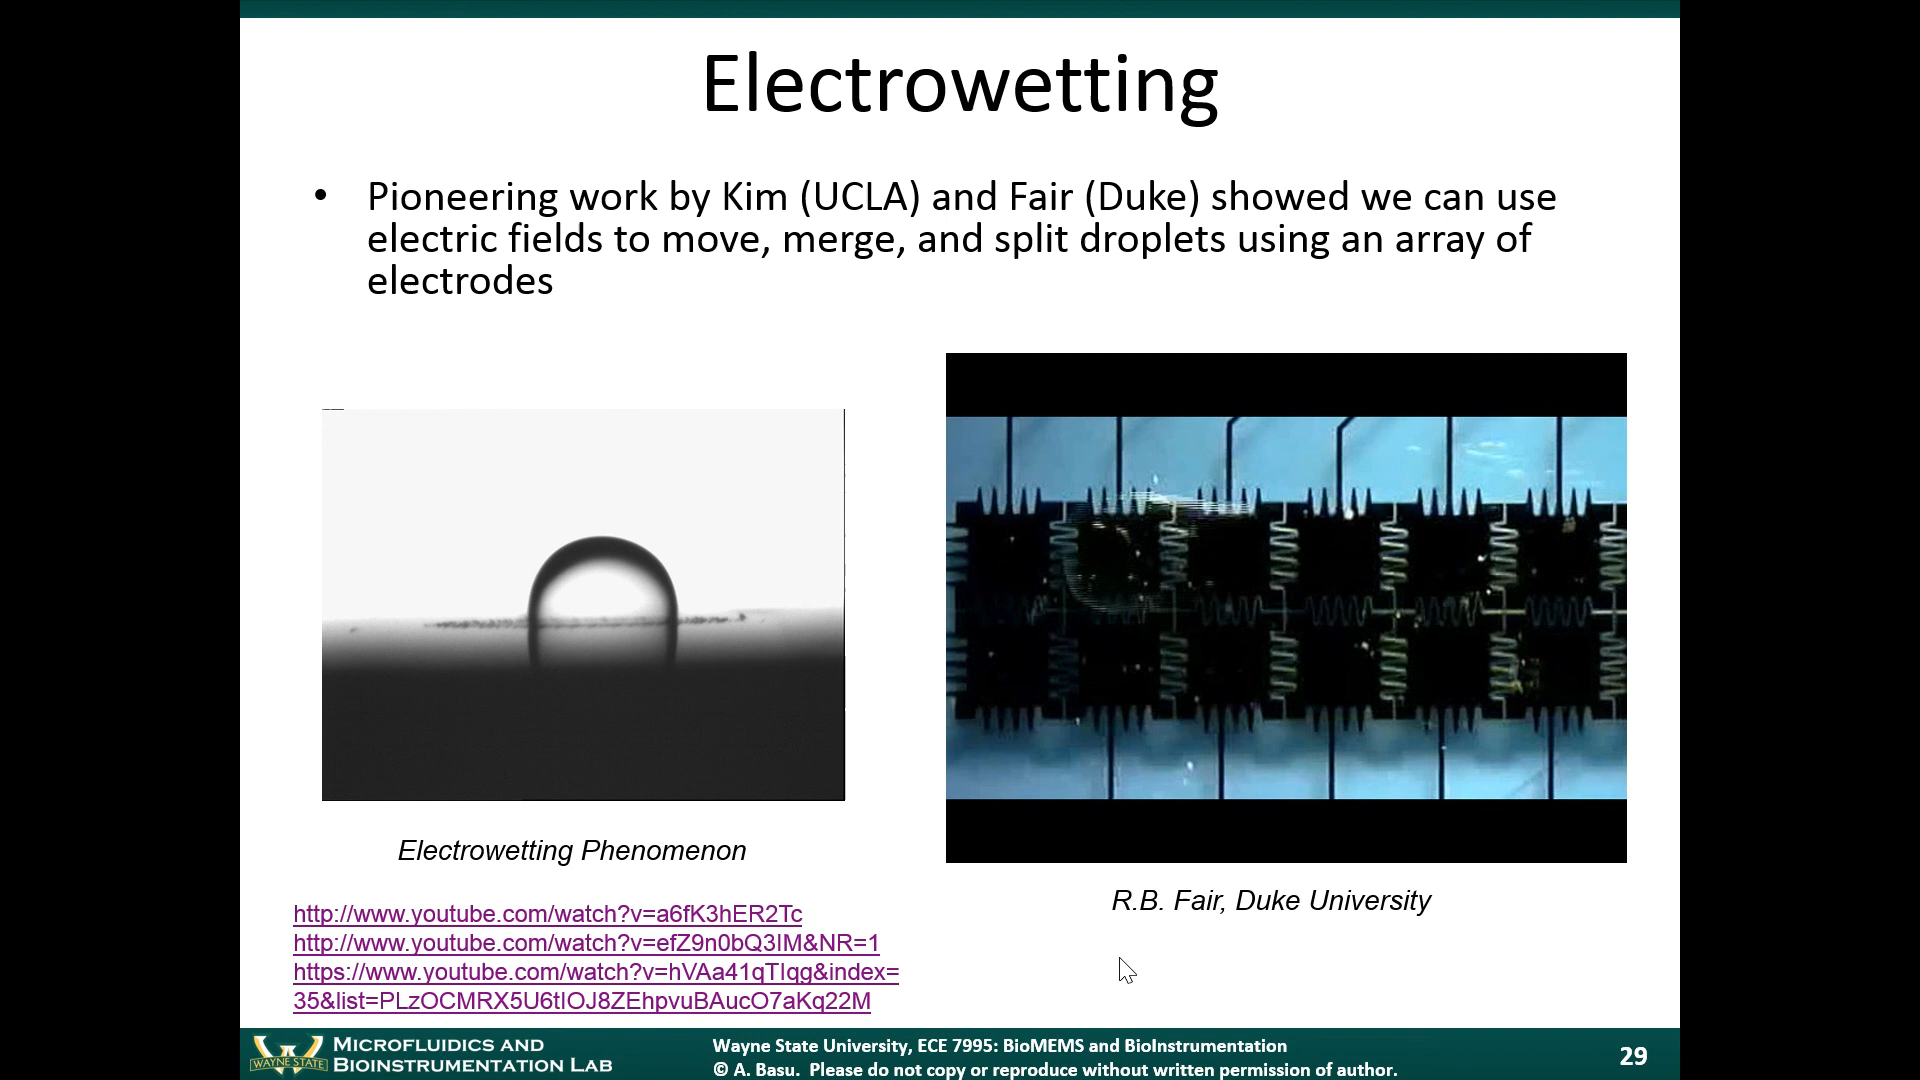 Electrowetting
• Pioneering work by Kim (UCLA) and Fair (Duke) showed we can use
electric fields to move, merge, and split droplets using an array of
electrodes
Electrowetting Phenomenon
R.B. Fair, Duke University
http://www.youtube.com/watch?v=a6fK3hER2Tc
http://www.youtube.com/watch?v=efZ9n0bQ3IM&NR=1
https://www.youtube.com/watch?v=hVAa41qTIqg&index=
35&list=PLzOCMRX5U6tIOJ8ZEhpvuBAucO7aKq22M
WAYNE STATE
MICROFLUIDICS AND
BIOINSTRUMENTATION LAB
Wayne State University, ECE 7995: BioMEMS and BioInstrumentation
© A. Basu. Please do not copy or reproduce without written permission of author.
29